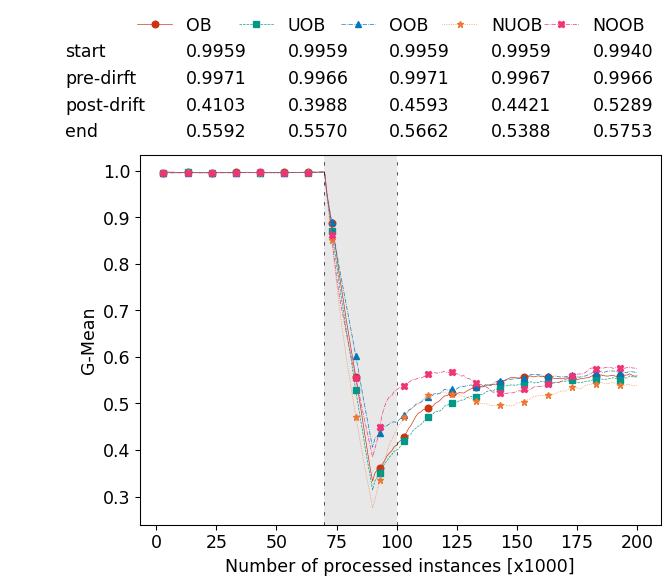 OB UOB OOB NUOB NOOB
start 0.9959 0.9959 0.9959 0.9959 0.9940
pre-dirft 0.9971 0.9966 0.9971 0.9967 0.9966
post-drift 0.4103 0.3988 0.4593 0.4421 0.5289
end 0.5592 0.5570 0.5662 0.5388 0.5753
1.0
0.9
0.8
0.7
0.6
0.5
0.4
0.3
G-Mean
0 25 50 75 100 125 150 175 200
Number of processed instances [x1000]